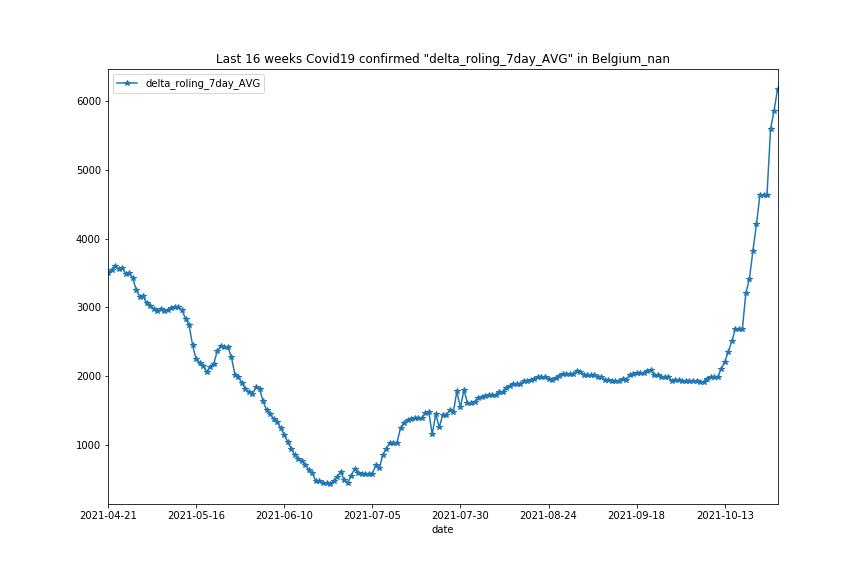 Last 16 weeks Covid19 confirmed "delta_roling_7day_AVG" in Belgium_nan
delta_roling_7day_AVG
6000
5000
4000
3000
2000
1000
2021-04-21 2021-05-16 2021-06-10 2021-07-05 2021-07-30 2021-08-24 2021-09-18 2021-10-13
date